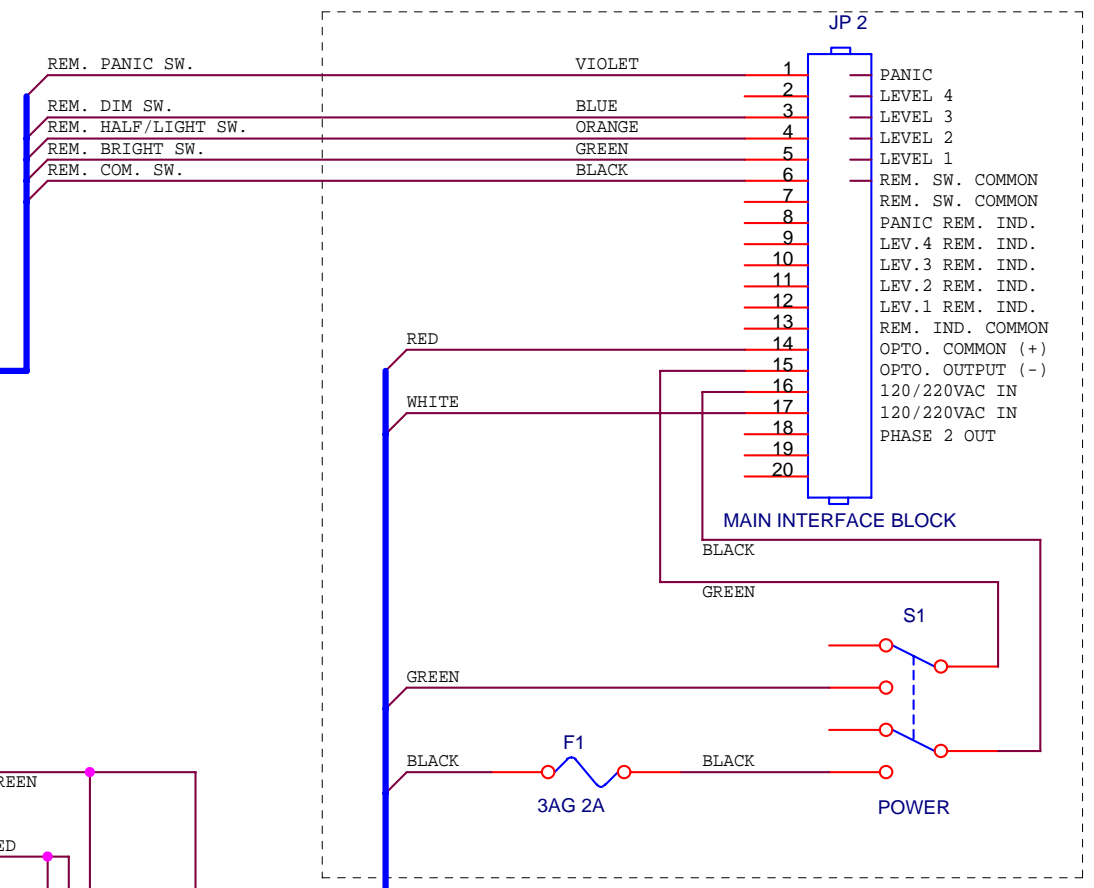 JP 2
REM. PANIC SW. VIOLET 1 PANIC
2 LEVEL 4
REM. DIM SW. BLUE 3 LEVEL 3
REM. HALF/LIGHT SW. ORANGE 4 LEVEL 2
REM. BRIGHT SW. GREEN 5 LEVEL 1
REM. COM. SW. BLACK 6 REM. SW. COMMON
7 REM. SW. COMMON
8 PANIC REM. IND.
9 LEV.4 REM. IND.
10 LEV.3 REM. IND.
11 LEV.2 REM. IND.
12 LEV.1 REM. IND.
13 REM. IND. COMMON
RED 14 OPTO. COMMON (+)
15 OPTO. OUTPUT (-)
16 120/220VAC IN
WHITE 17 120/220VAC IN
18 PHASE 2 OUT
19
20
MAIN INTERFACE BLOCK
BLACK
GREEN
S1
GREEN
F1
BLACK BLACK
3AG 2A POWER
REEN
ED